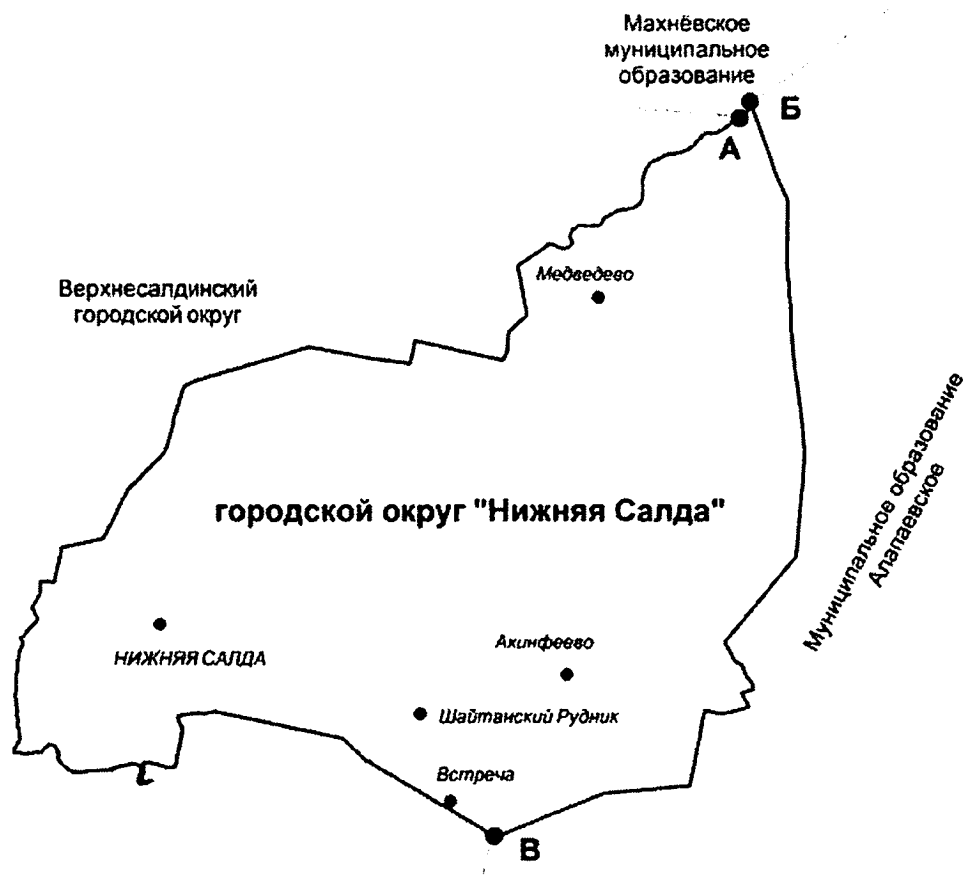 Махнёвское
муниципальное
образование
Б
А
Медведево
Верхнесалдинский
городской округ
Муниципальное образование
Алапаевское
городской округ "Нижняя Салда"
НИЖНЯЯ САЛДА
Акинфеево
Шайтанский Рудник
Встреча
В